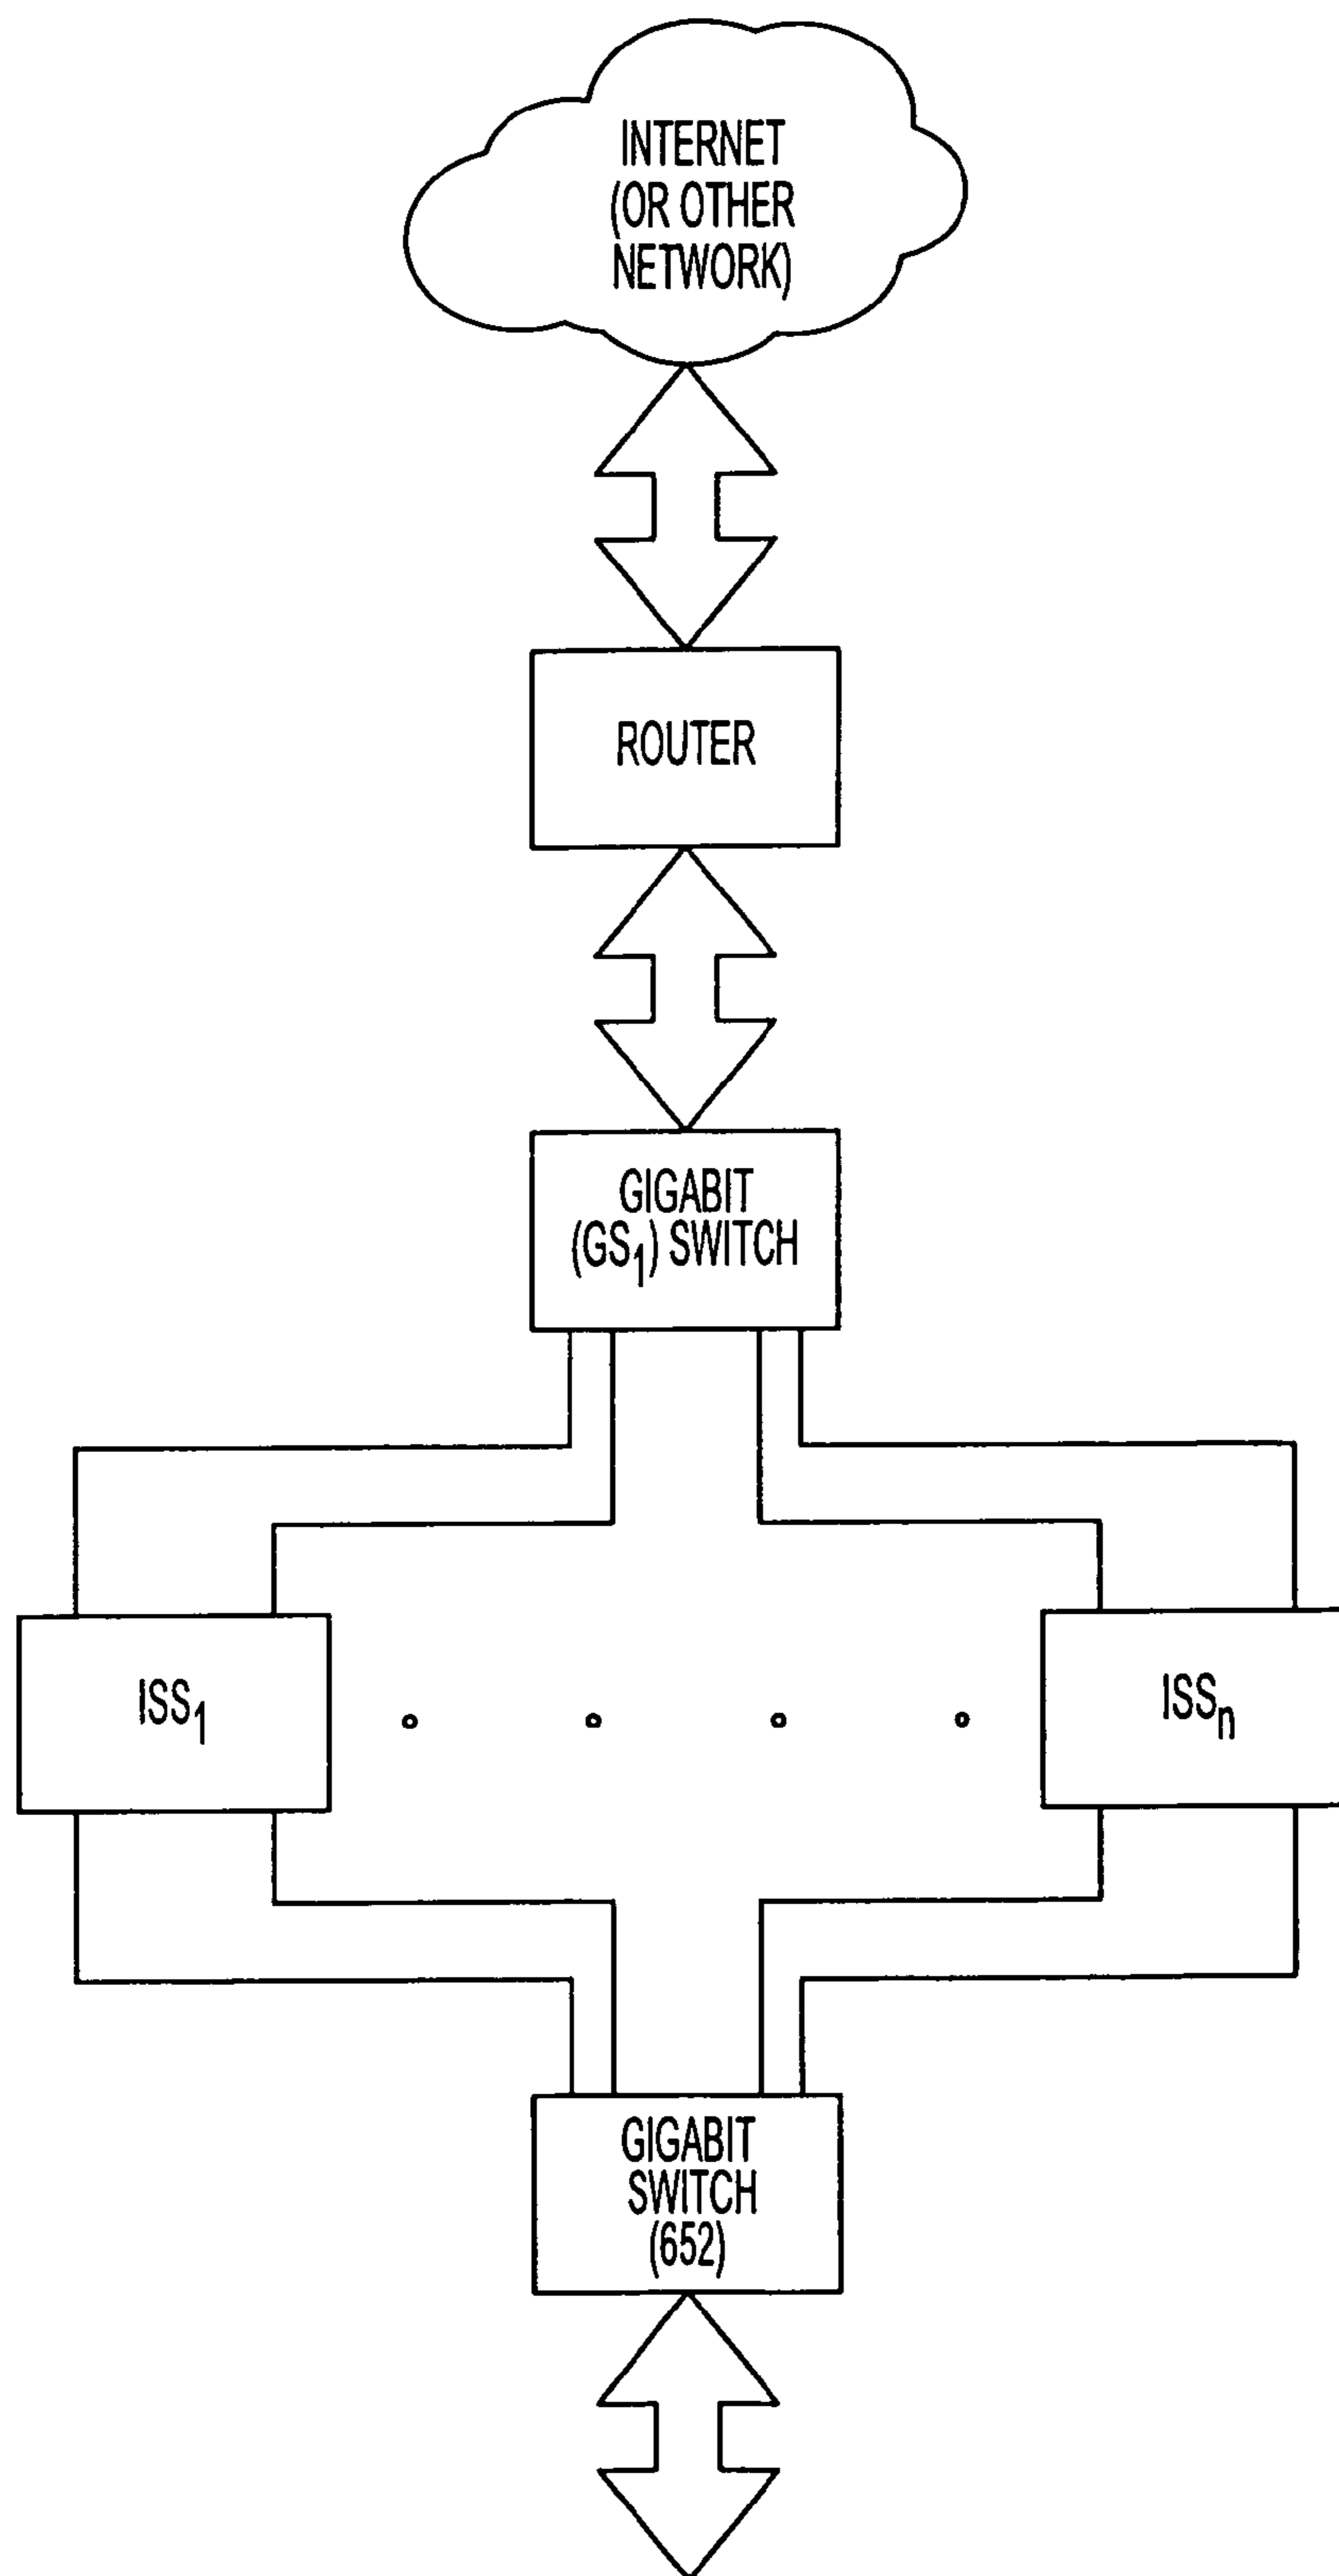 INTERNET
(OR OTHER
NETWORK)
ROUTER
GIGABIT
(GS₁) SWITCH
ISS₁
ISSₙ
GIGABIT
SWITCH
(652)